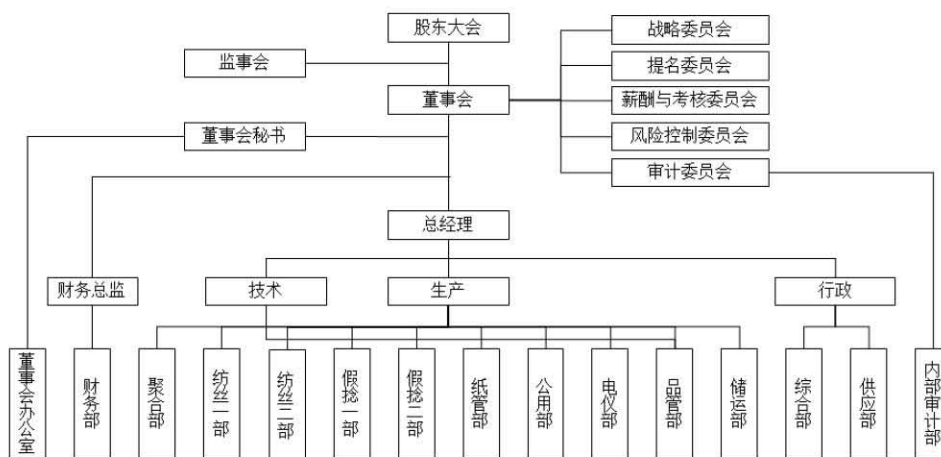 股东大会
战略委员会
监事会
提名委员会
董事会
薪酬与考核委员会
董事会秘书
风险控制委员会
审计委员会
总经理
财务总监
技术
生产
行政
董事会办公室
财务部
聚合部
纺丝一部
纺丝二部
假捻一部
假捻二部
纸管部
公用部
电仪部
品管部
储运部
综合部
供应部
内部审计部